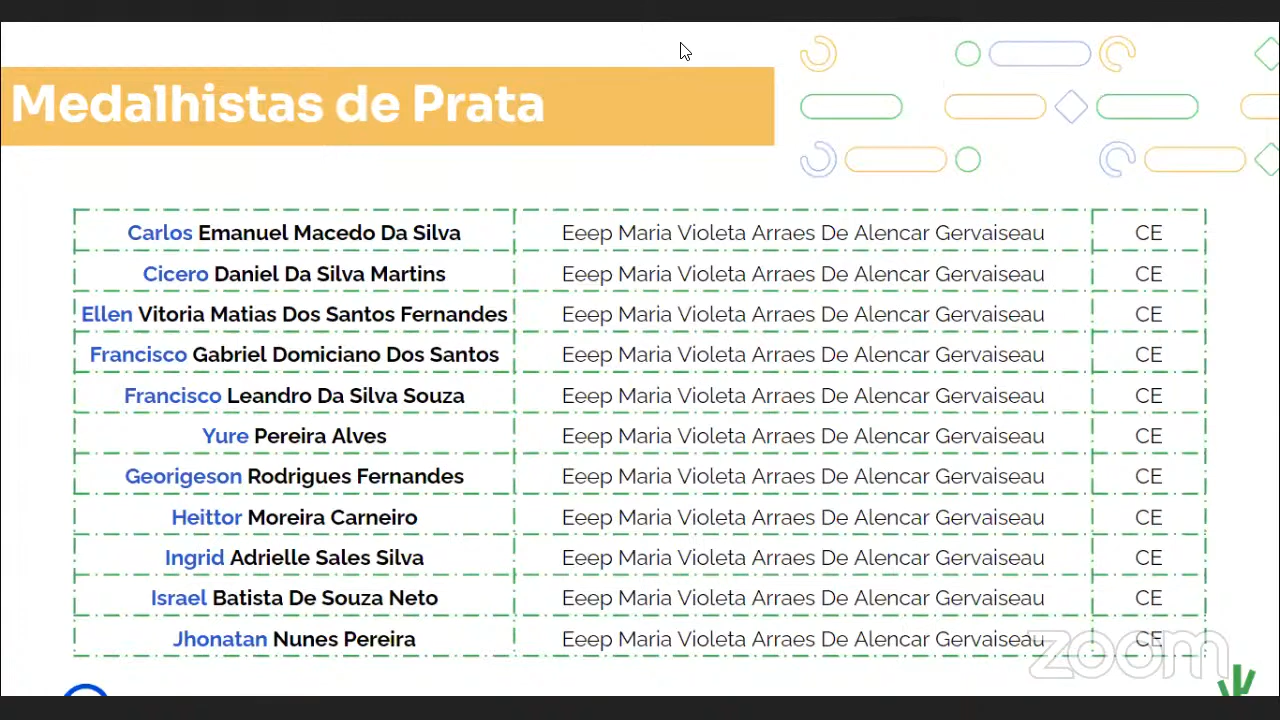 Medalhistas de Prata
Carlos Emanuel Macedo Da Silva Eeep Maria Violeta Arraes De Alencar Gervaiseau CE
Cicero Daniel Da Silva Martins Eeep Maria Violeta Arraes De Alencar Gervaiseau CE
Ellen Vitoria Matias Dos Santos Fernandes Eeep Maria Violeta Arraes De Alencar Gervaiseau CE
Francisco Gabriel Domiciano Dos Santos Eeep Maria Violeta Arraes De Alencar Gervaiseau CE
Francisco Leandro Da Silva Souza Eeep Maria Violeta Arraes De Alencar Gervaiseau CE
Yure Pereira Alves Eeep Maria Violeta Arraes De Alencar Gervaiseau CE
Georigeson Rodrigues Fernandes Eeep Maria Violeta Arraes De Alencar Gervaiseau CE
Heittor Moreira Carneiro Eeep Maria Violeta Arraes De Alencar Gervaiseau CE
Ingrid Adrielle Sales Silva Eeep Maria Violeta Arraes De Alencar Gervaiseau CE
Israel Batista De Souza Neto Eeep Maria Violeta Arraes De Alencar Gervaiseau CE
Jhonatan Nunes Pereira Eeep Maria Violeta Arraes De Alencar Gervaiseau CE
zoom